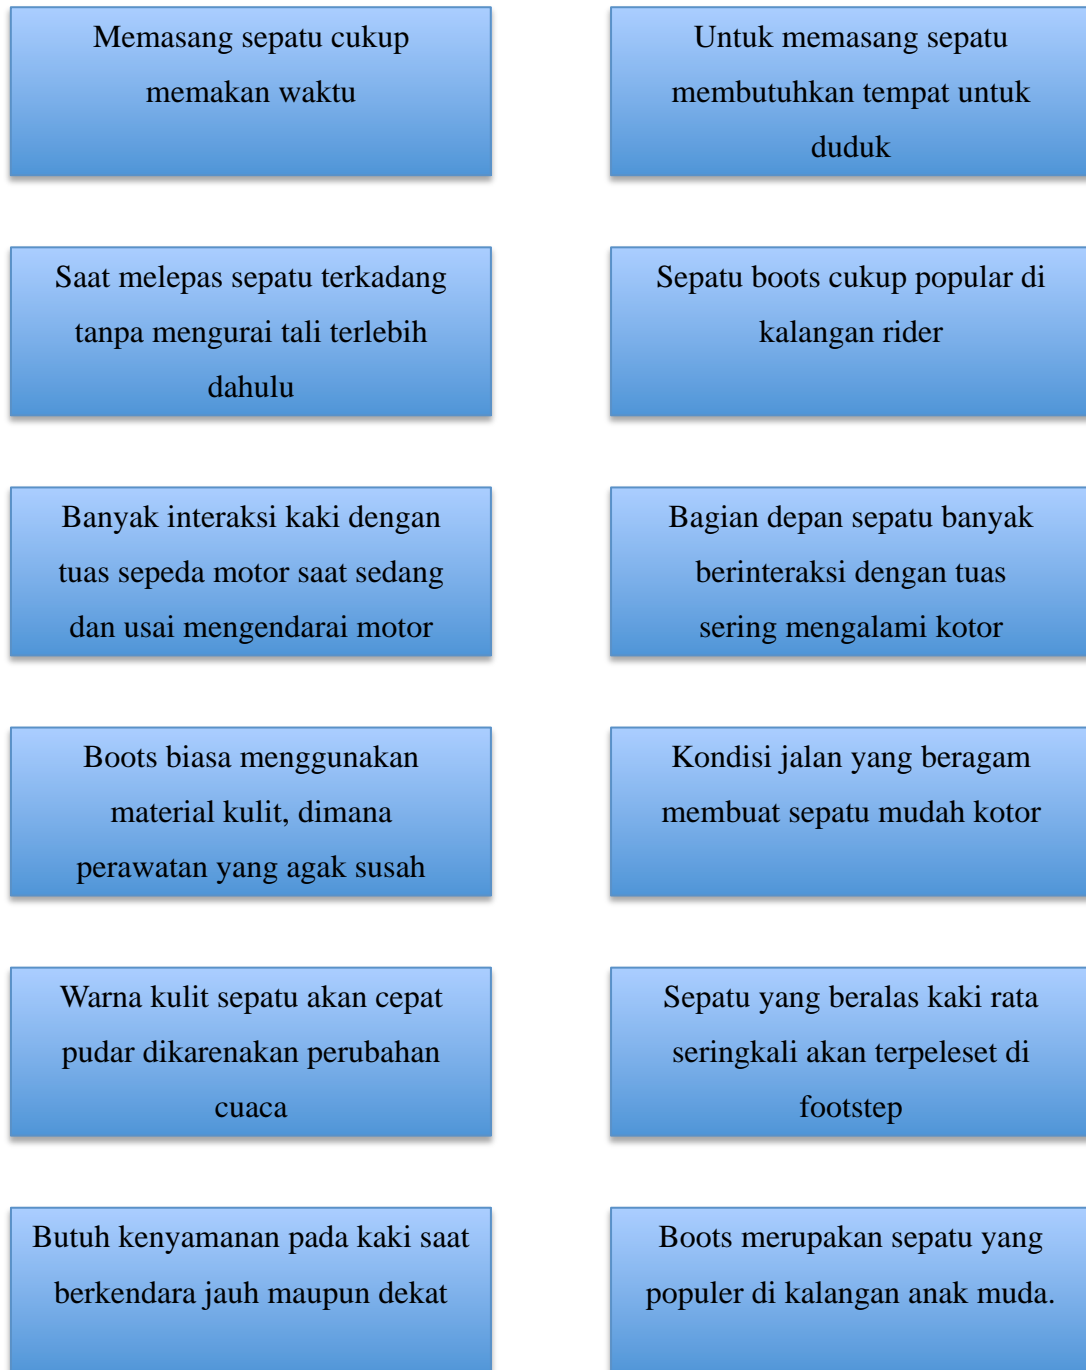 Memasang sepatu cukup
memakan waktu
Untuk memasang sepatu
membutuhkan tempat untuk
duduk
Saat melepas sepatu terkadang
tanpa mengurai tali terlebih
dahulu
Sepatu boots cukup popular di
kalangan rider
Banyak interaksi kaki dengan
tuas sepeda motor saat sedang
dan usai mengendarai motor
Bagian depan sepatu banyak
berinteraksi dengan tuas
sering mengalami kotor
Boots biasa menggunakan
material kulit, dimana
perawatan yang agak susah
Kondisi jalan yang beragam
membuat sepatu mudah kotor
Warna kulit sepatu akan cepat
pudar dikarenakan perubahan
cuaca
Sepatu yang beralas kaki rata
seringkali akan terpeleset di
footstep
Butuh kenyamanan pada kaki saat
berkendara jauh maupun dekat
Boots merupakan sepatu yang
populer di kalangan anak muda.